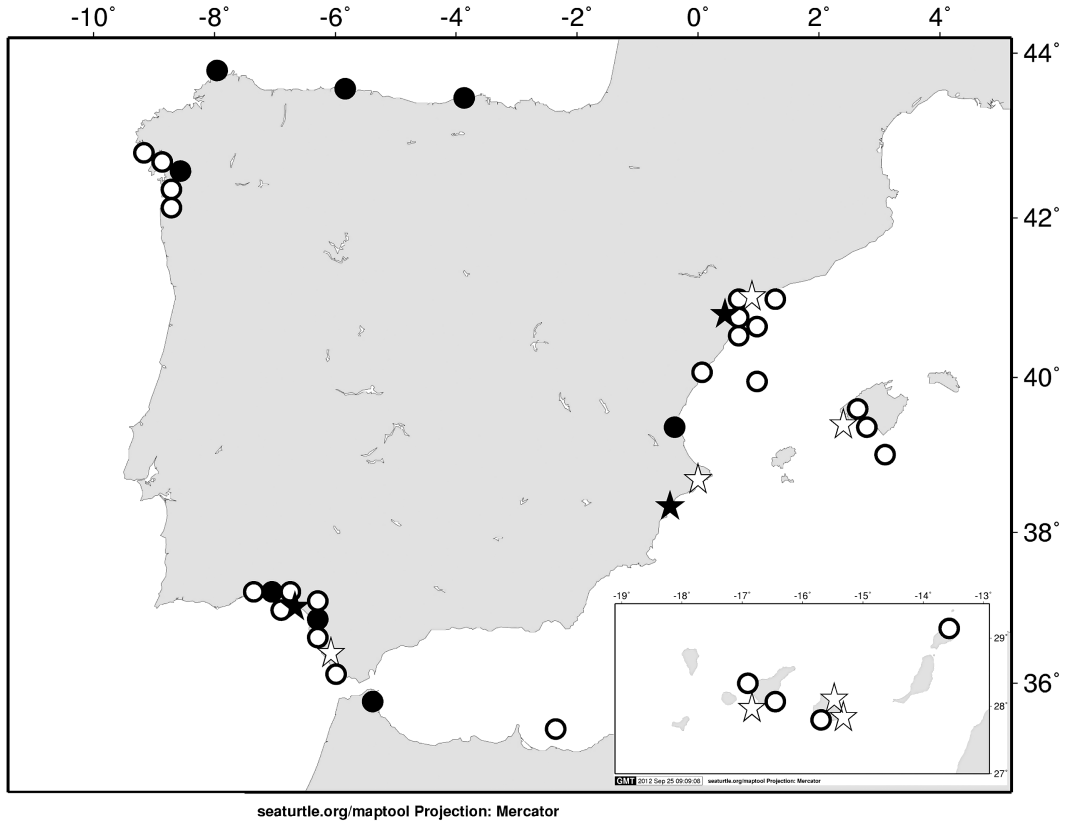 -10° -8° -6° -4° -2° 0° 2° 4°
44°
42°
40°
38°
36°
-19° -18° -17° -16° -15° -14° -13°
29°
28°
27°
GMT 2012 Sep 25 09:09:08 seaturtle.org/maptool Projection: Mercator
seaturtle.org/maptool Projection: Mercator